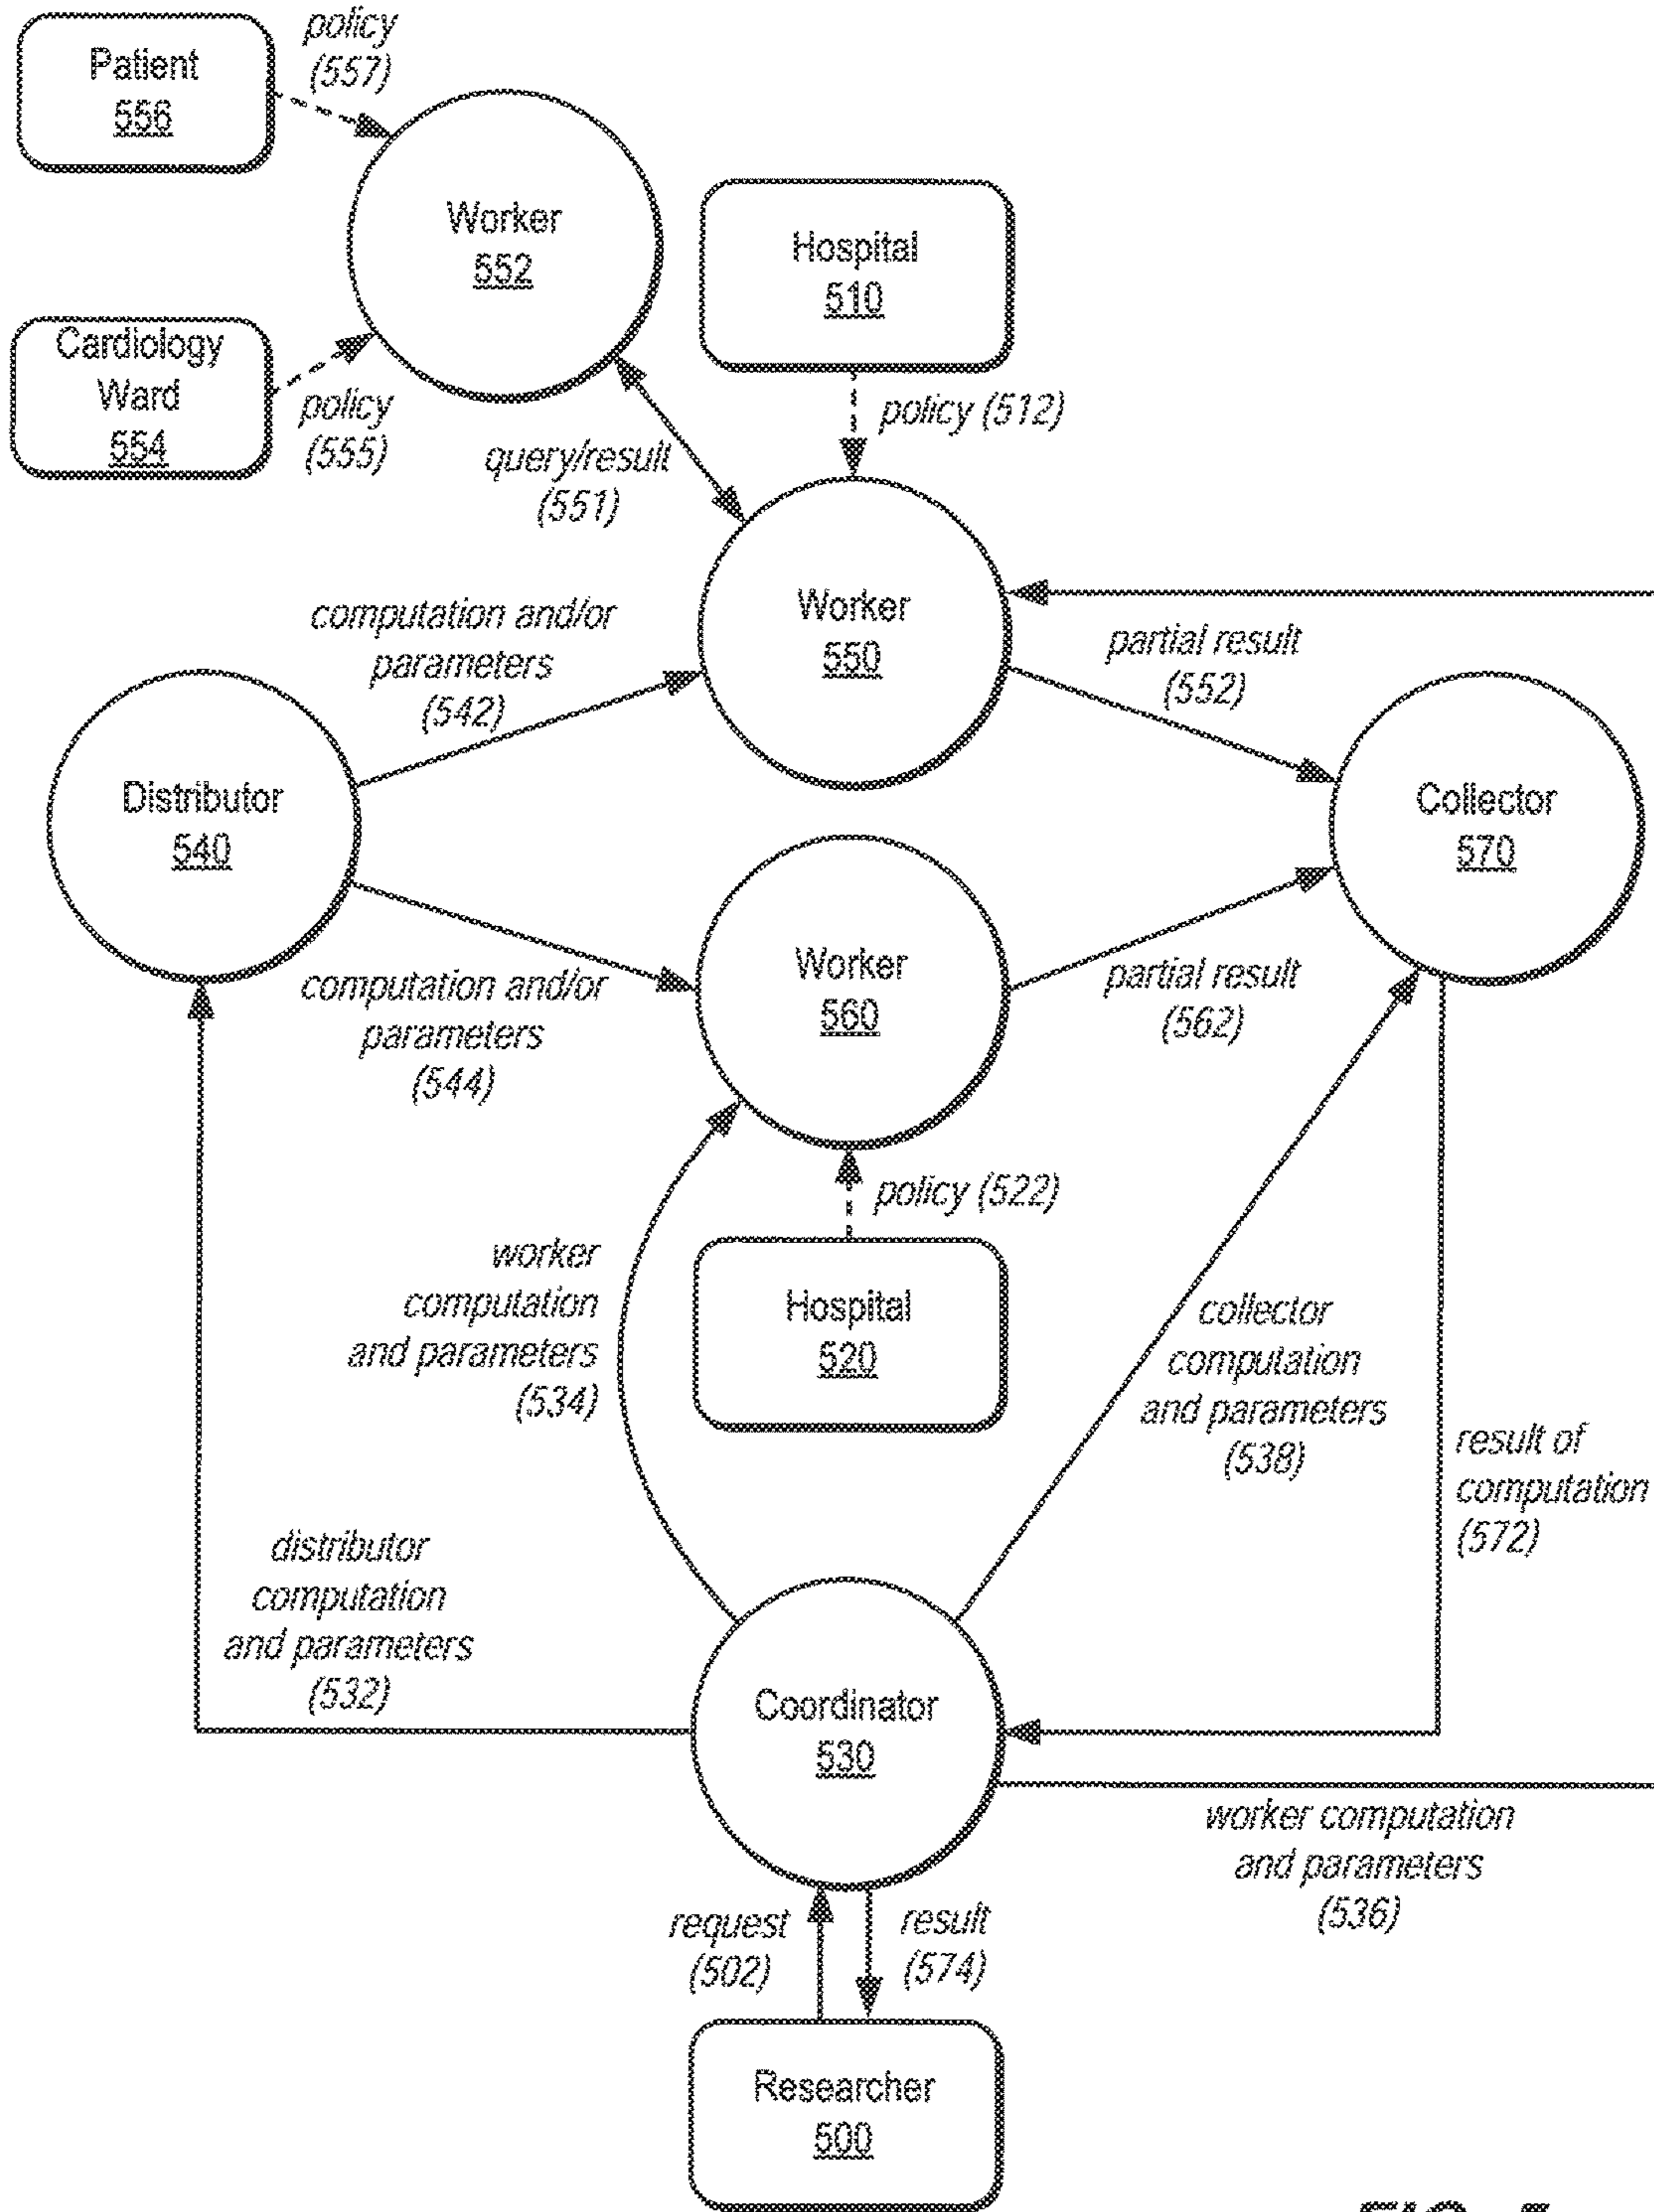 policy
(557)
Patient
556
Worker
552
Hospital
510
Cardiology
Ward
554
policy
(555)
policy (512)
query/result
(551)
computation and/or
parameters
(542)
Worker
550
partial result
(552)
Distributor
540
Collector
570
Worker
560
computation and/or
parameters
(544)
partial result
(562)
policy (522)
worker
computation
and parameters
(534)
Hospital
520
collector
computation
and parameters
(538)
result of
computation
(572)
distributor
computation
and parameters
(532)
Coordinator
530
worker computation
and parameters
(536)
request
(502)
result
(574)
Researcher
500